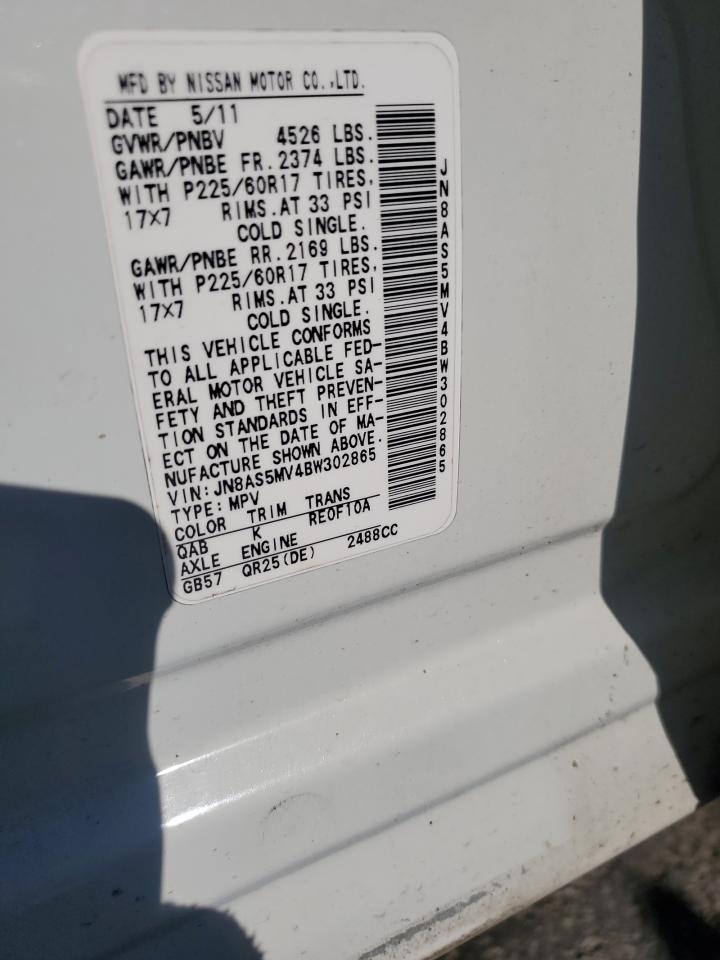 MFD BY NISSAN MOTOR CO.,LTD.
DATE 5/11
GVWR/PNBV 4526 LBS.
GAWR/PNBE FR. 2374 LBS.
WITH P225/60R17 TIRES,
17×7 RIMS.AT 33 PSI
COLD SINGLE.
GAWR/PNBE RR. 2169 LBS.
WITH P225/60R17 TIRES,
17×7 RIMS.AT 33 PSI
COLD SINGLE.
THIS VEHICLE CONFORMS
TO ALL APPLICABLE FED-
ERAL MOTOR VEHICLE SA-
FETY AND THEFT PREVEN-
TION STANDARDS IN EFF-
ECT ON THE DATE OF MA-
NUFACTURE SHOWN ABOVE.
VIN:JN8AS5MV4BW302865
TYPE:MPV
COLOR TRIM TRANS
QAB K RE0F10A
AXLE ENGINE
GB57 QR25(DE) 2488CC
JN8AS5MV4BW302865